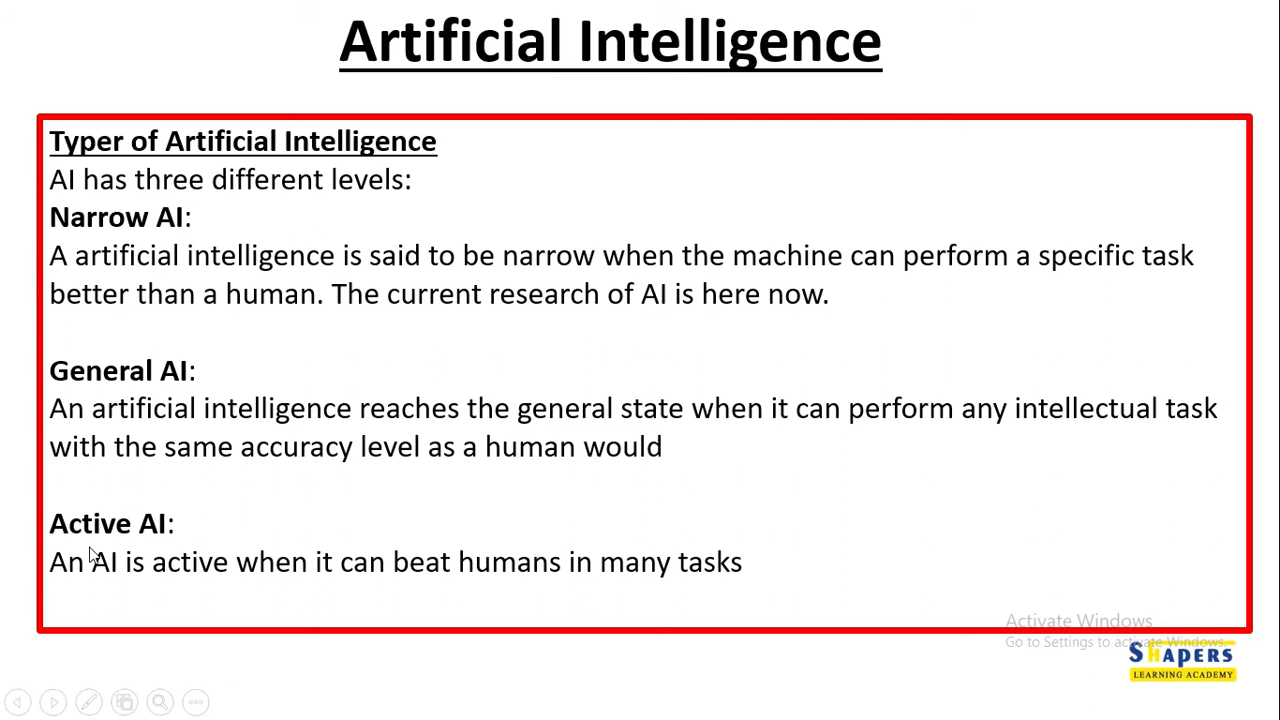 Artificial Intelligence
Typer of Artificial Intelligence
AI has three different levels:
Narrow AI:
A artificial intelligence is said to be narrow when the machine can perform a specific task
better than a human. The current research of AI is here now.
General AI:
An artificial intelligence reaches the general state when it can perform any intellectual task
with the same accuracy level as a human would
Active AI:
An AI is active when it can beat humans in many tasks
Activate Windows
Go to Settings to activate Windows.
SHAPERS
LEARNING ACADEMY